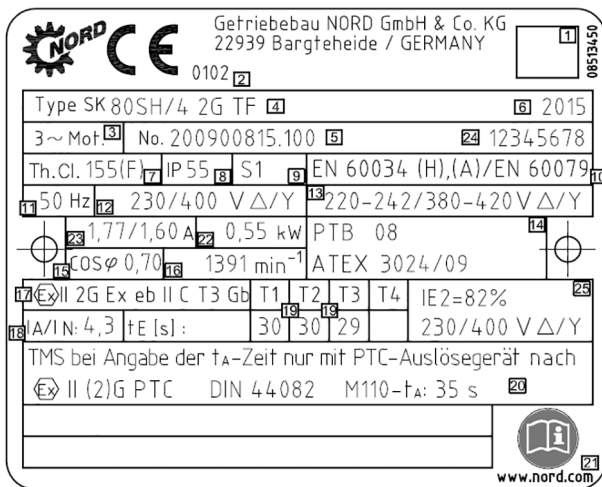 NORD CE Getriebebau NORD GmbH & Co. KG 1
22939 Bargteheide / GERMANY
0102 2
08513450
Type SK 80SH/4 2G TF 4 6 2015
3~ Mot. 3 No. 200900815.100 5 24 12345678
Th.Cl. 155(F) 7 IP 55 8 S1 9 EN 60034 (H),(A)/EN 60079 10
11 50 Hz 12 230/400 V △/Y 13 220-242/380-420V △/Y
23 1,77/1,60 A 22 0,55 kW PTB 08 14
15 COSφ 0,70 16 1391 min⁻¹ ATEX 3024/09
17 Ex II 2G Ex eb II C T3 Gb T1 T2 T3 T4 IE2=82% 25
19 19
18 IA/IN: 4,3 tE [s] : 30 30 29 230/400 V △/Y
TMS bei Angabe der tA-Zeit nur mit PTC-Auslösegerät nach
Ex II (2)G PTC DIN 44082 M110-tA: 35 s 20
i
21
www.nord.com